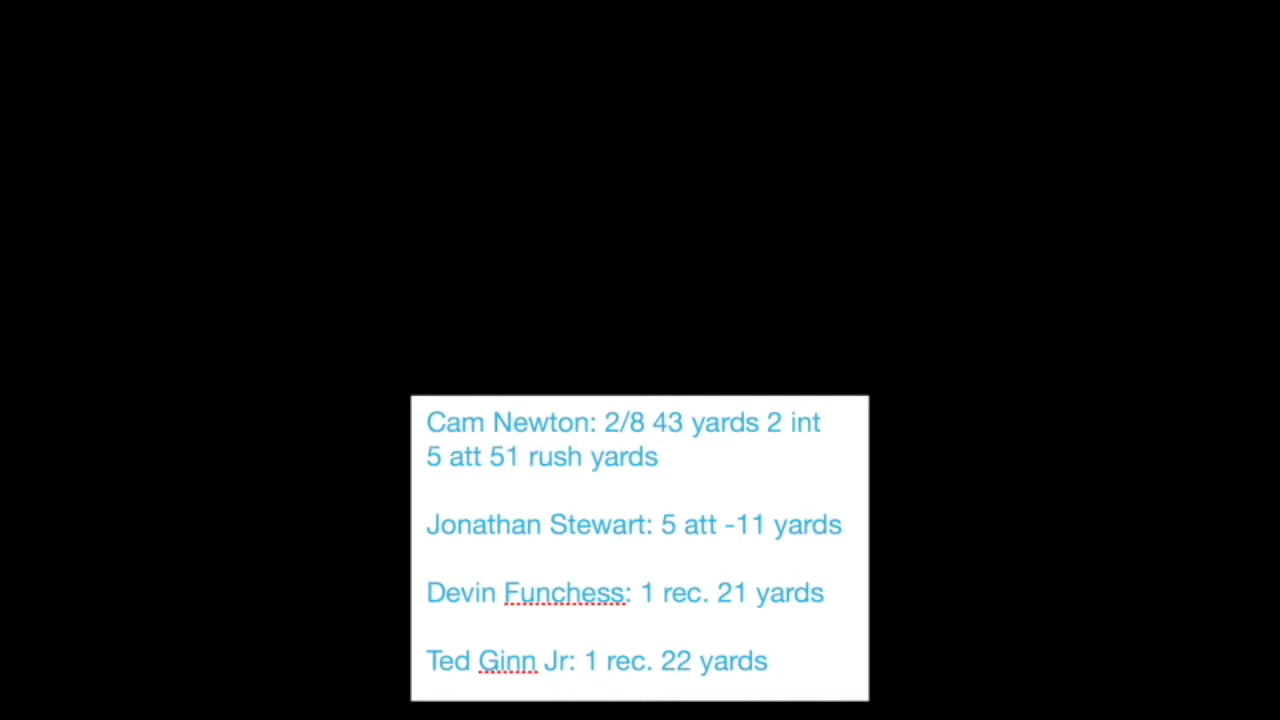 Cam Newton: 2/8 43 yards 2 int
5 att 51 rush yards
Jonathan Stewart: 5 att -11 yards
Devin Funchess: 1 rec. 21 yards
Ted Ginn Jr: 1 rec. 22 yards